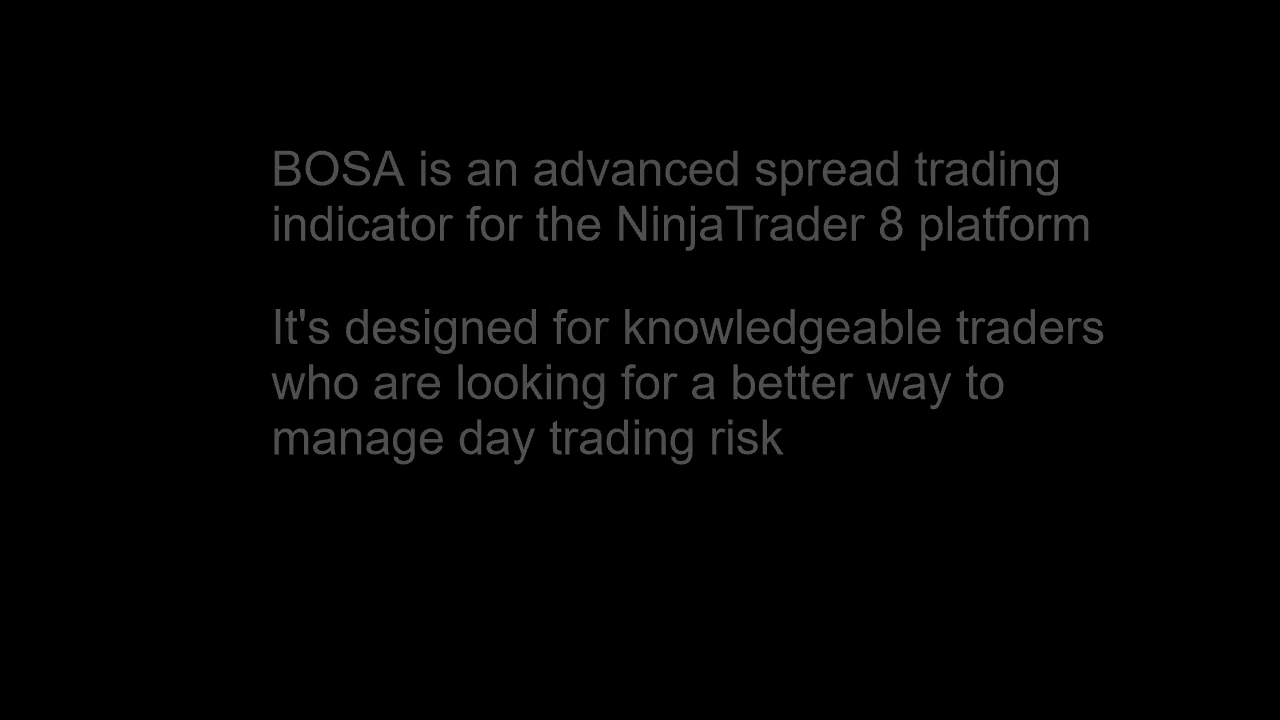 BOSA is an advanced spread trading
indicator for the NinjaTrader 8 platform
It's designed for knowledgeable traders
who are looking for a better way to
manage day trading risk